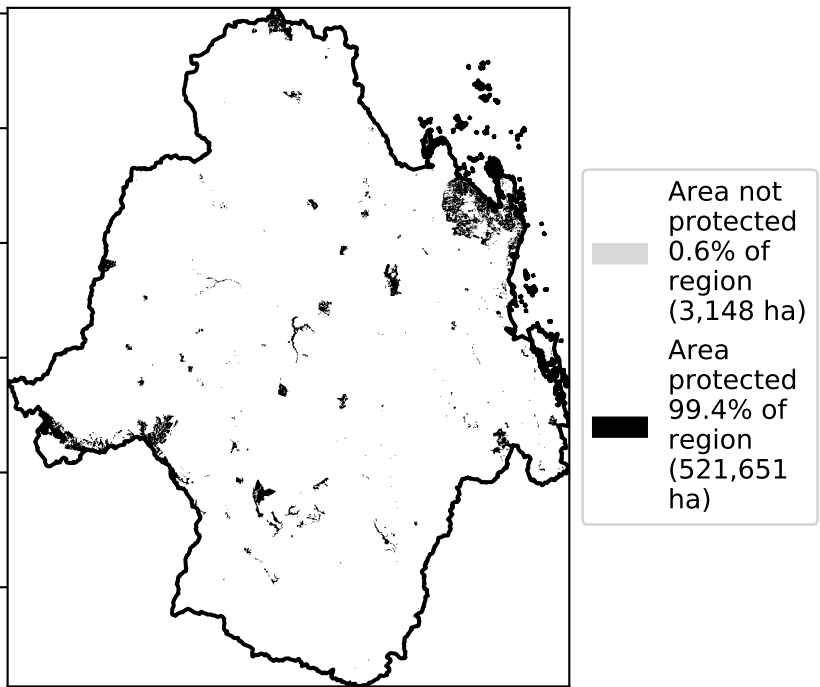 Area not
protected
0.6% of
region
(3,148 ha)
Area
protected
99.4% of
region
(521,651
ha)